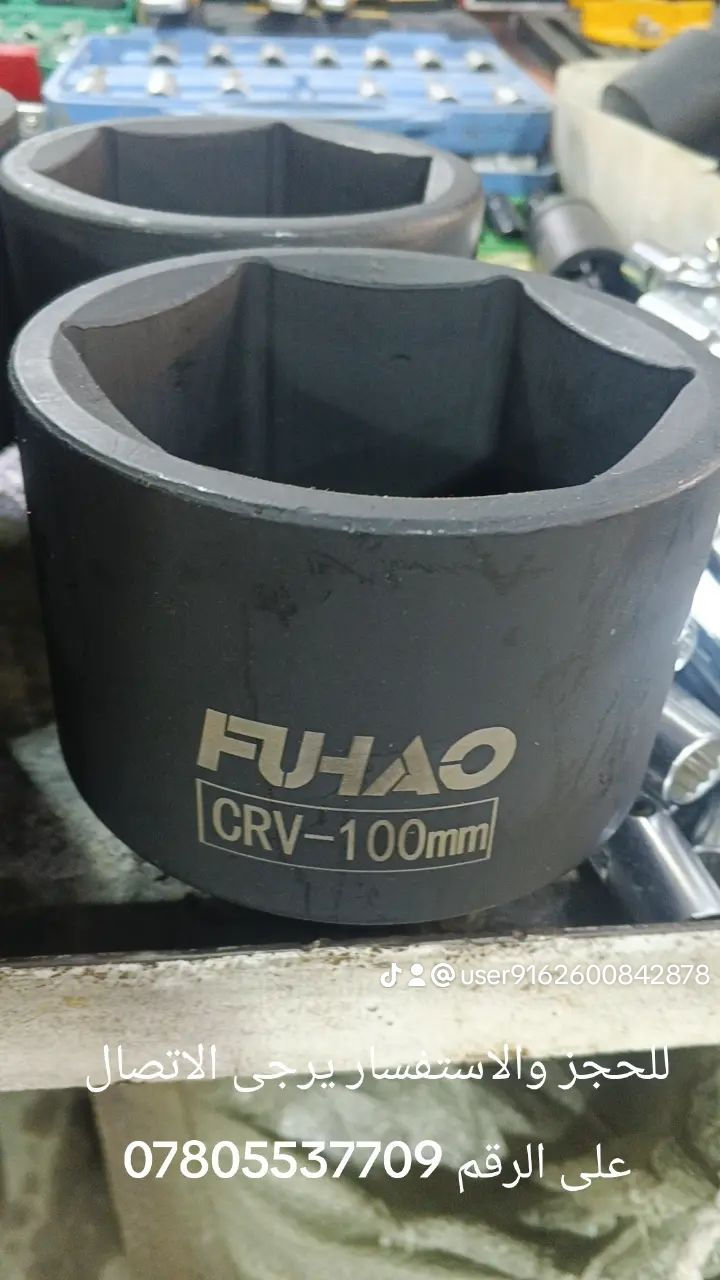 FUHAO
CRV-100mm
@user9162600842878
للحجز والاستفسار يرجى الاتصال
على الرقم 07805537709